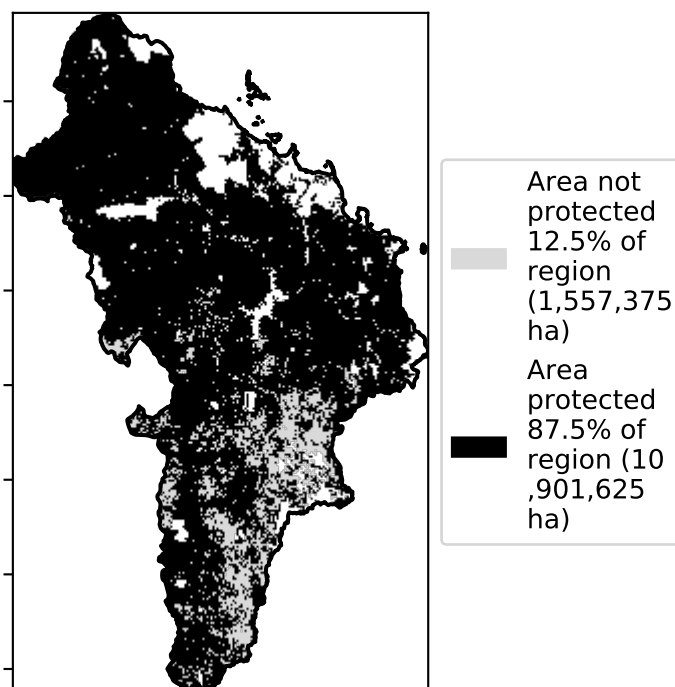 Area not
protected
12.5% of
region
(1,557,375
ha)
Area
protected
87.5% of
region (10
,901,625
ha)